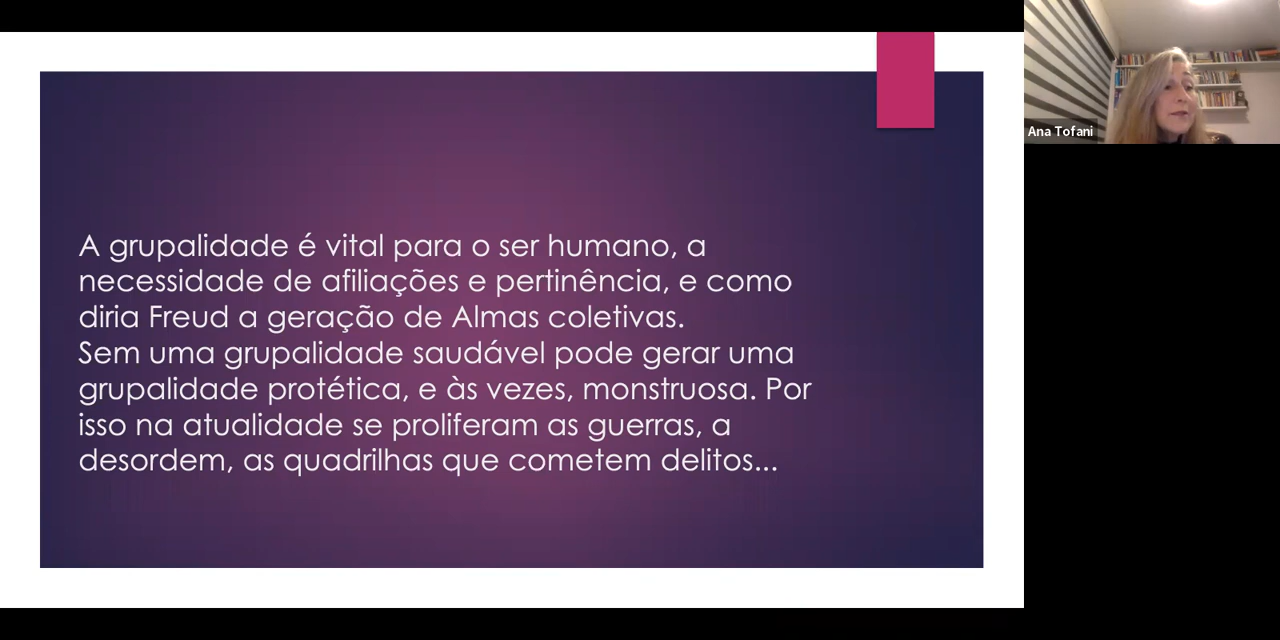 A grupalidade é vital para o ser humano, a
necessidade de afiliações e pertinência, e como
diria Freud a geração de Almas coletivas.
Sem uma grupalidade saudável pode gerar uma
grupalidade protética, e às vezes, monstruosa. Por
isso na atualidade se proliferam as guerras, a
desordem, as quadrilhas que cometem delitos...
Ana Tofani